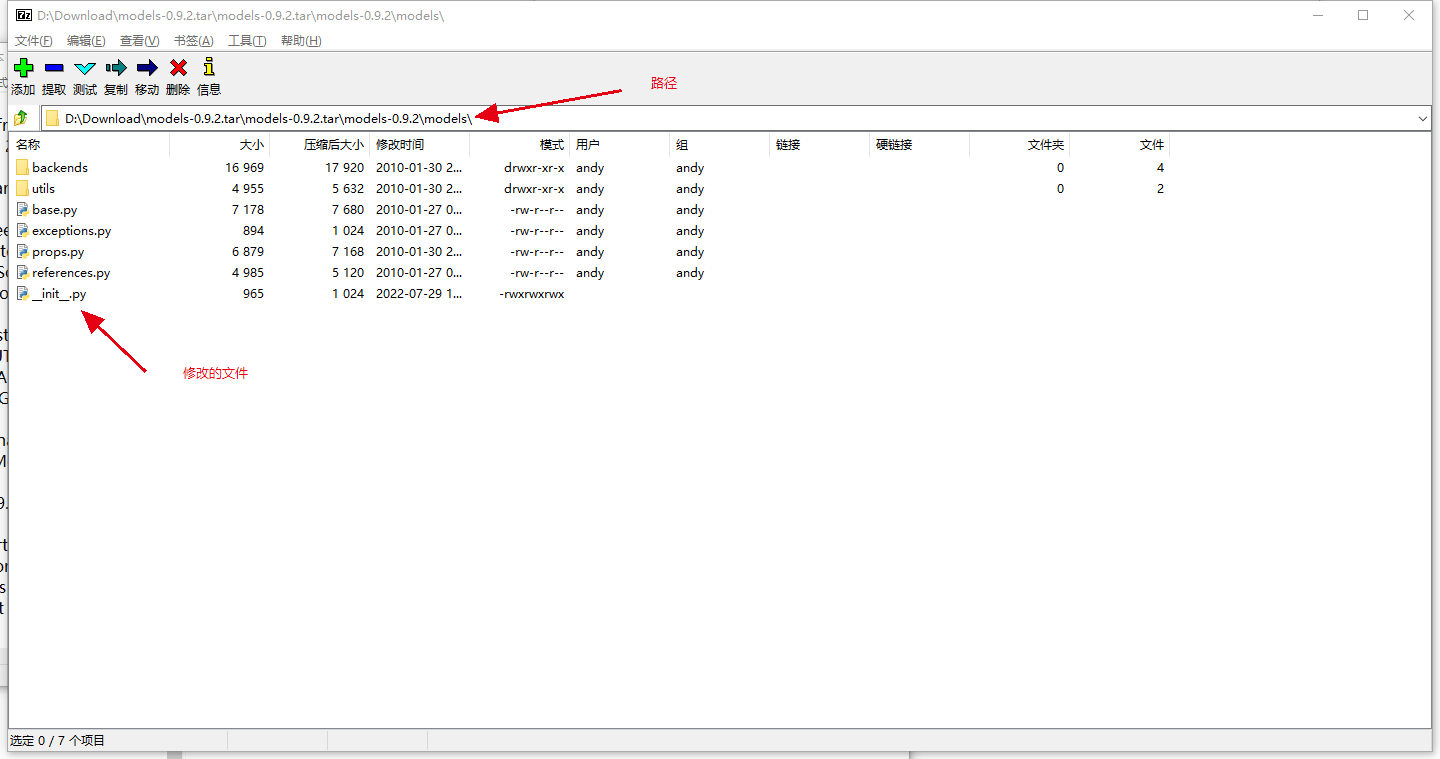 D:\Download\models-0.9.2.tar\models-0.9.2.tar\models-0.9.2\models\
文件(F) 编辑(E) 查看(V) 书签(A) 工具(T) 帮助(H)
添加 提取 测试 复制 移动 删除 信息
路径
D:\Download\models-0.9.2.tar\models-0.9.2.tar\models-0.9.2\models\
名称 大小 压缩后大小 修改时间 模式 用户 组 链接 硬链接 文件夹 文件
backends 16 969 17 920 2010-01-30 2... drwxr-xr-x andy andy 0 4
utils 4 955 5 632 2010-01-30 2... drwxr-xr-x andy andy 0 2
base.py 7 178 7 680 2010-01-27 0... -rw-r--r-- andy andy
exceptions.py 894 1 024 2010-01-27 0... -rw-r--r-- andy andy
props.py 6 879 7 168 2010-01-30 2... -rw-r--r-- andy andy
references.py 4 985 5 120 2010-01-27 0... -rw-r--r-- andy andy
__init__.py 965 1 024 2022-07-29 1... -rwxrwxrwx
修改的文件
选定 0 / 7 个项目